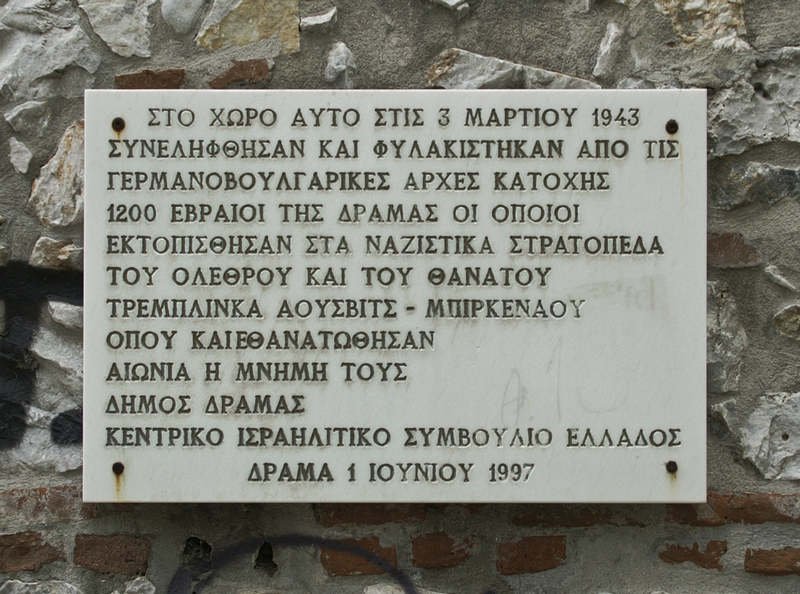 ΣΤΟ ΧΩΡΟ ΑΥΤΟ ΣΤΙΣ 3 ΜΑΡΤΙΟΥ 1943
ΣΥΝΕΛΗΦΘΗΣΑΝ ΚΑΙ ΦΥΛΑΚΙΣΤΗΚΑΝ ΑΠΟ ΤΙΣ
ΓΕΡΜΑΝΟΒΟΥΛΓΑΡΙΚΕΣ ΑΡΧΕΣ ΚΑΤΟΧΗΣ
1200 ΕΒΡΑΙΟΙ ΤΗΣ ΔΡΑΜΑΣ ΟΙ ΟΠΟΙΟΙ
ΕΚΤΟΠΙΣΘΗΣΑΝ ΣΤΑ ΝΑΖΙΣΤΙΚΑ ΣΤΡΑΤΟΠΕΔΑ
ΤΟΥ ΟΛΕΘΡΟΥ ΚΑΙ ΤΟΥ ΘΑΝΑΤΟΥ
ΤΡΕΜΠΛΙΝΚΑ ΑΟΥΣΒΙΤΣ - ΜΠΙΡΚΕΝΑΟΥ
ΟΠΟΥ ΚΑΙΕΘΑΝΑΤΩΘΗΣΑΝ
ΑΙΩΝΙΑ Η ΜΝΗΜΗ ΤΟΥΣ
ΔΗΜΟΣ ΔΡΑΜΑΣ
ΚΕΝΤΡΙΚΟ ΙΣΡΑΗΛΙΤΙΚΟ ΣΥΜΒΟΥΛΙΟ ΕΛΛΑΔΟΣ
ΔΡΑΜΑ 1 ΙΟΥΝΙΟΥ 1997